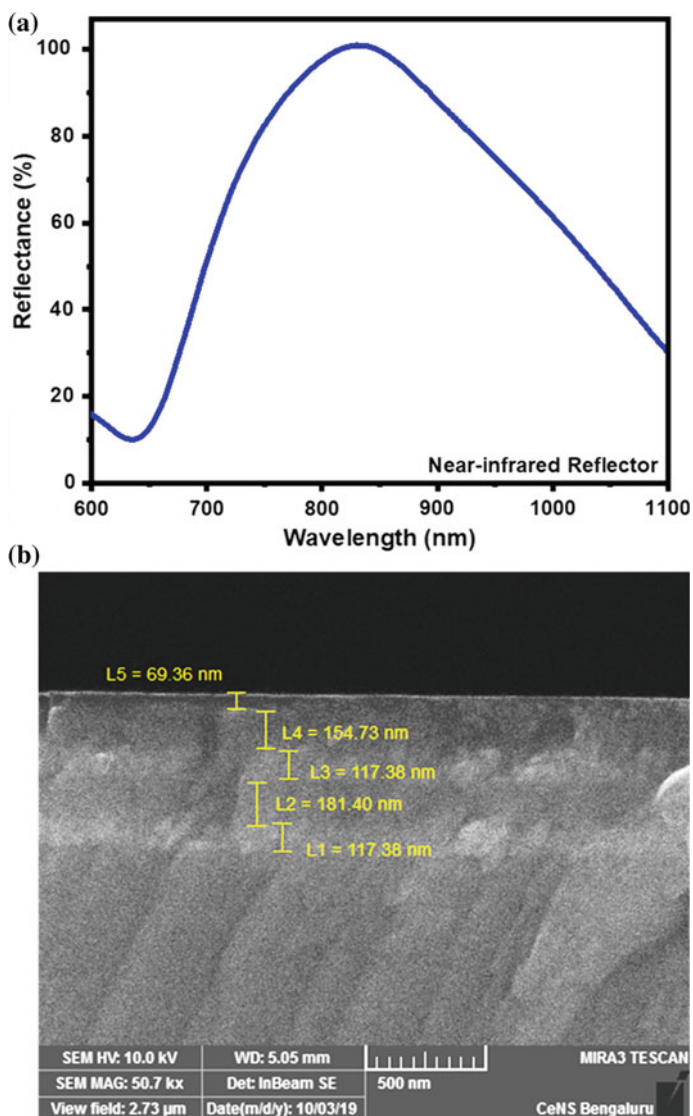 (a)
100
80
60
40
20
0
Reflectance (%)
Near-infrared Reflector
600 700 800 900 1000 1100
Wavelength (nm)
(b)
L5 = 69.36 nm
L4 = 154.73 nm
L3 = 117.38 nm
L2 = 181.40 nm
L1 = 117.38 nm
SEM HV: 10.0 kV WD: 5.05 mm MIRA3 TESCAN
SEM MAG: 50.7 kx Det: InBeam SE 500 nm
View field: 2.73 µm Date(m/d/y): 10/03/19 CeNS Bengaluru